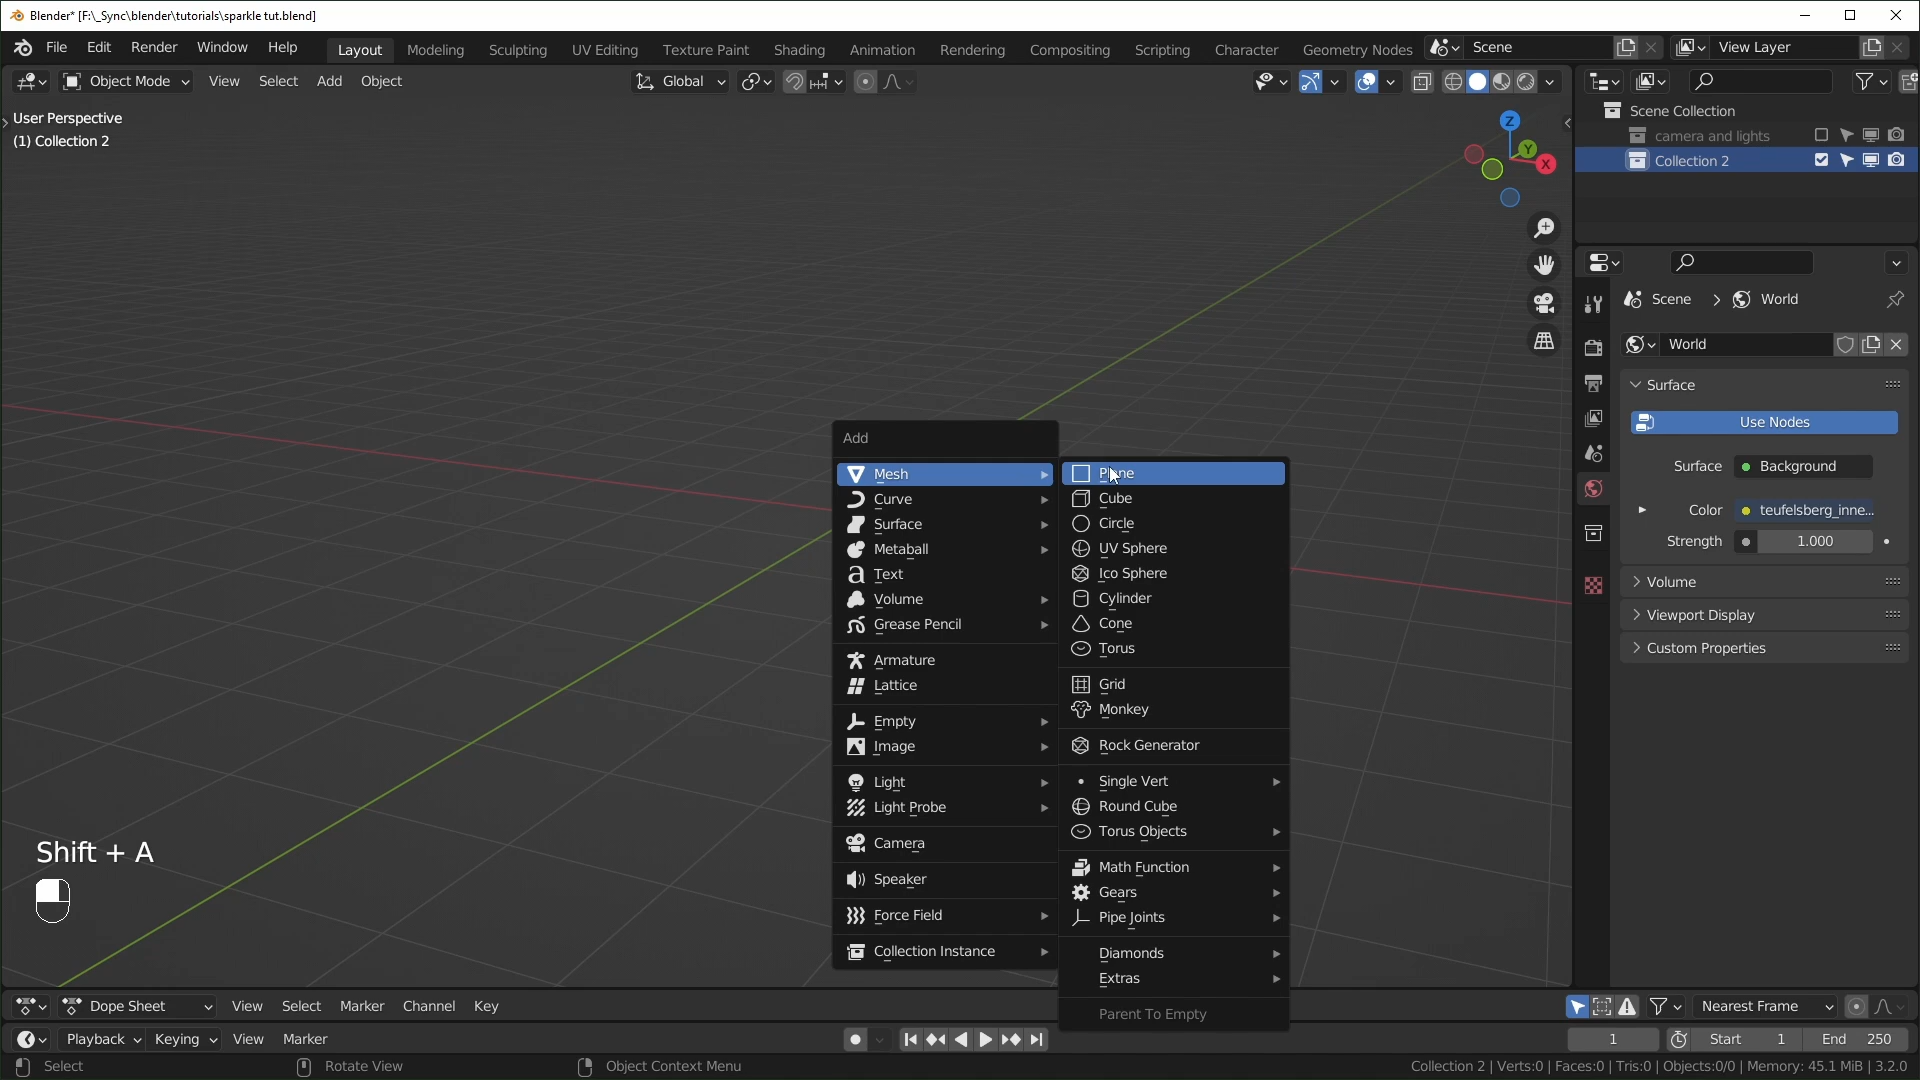 Blender* [F:\_Sync\blender\tutorials\sparkle tut.blend]
File Edit Render Window Help Layout Modeling Sculpting UV Editing Texture Paint Shading Animation Rendering Compositing Scripting Character Geometry Nodes Scene View Layer
Object Mode View Select Add Object Global
User Perspective
(1) Collection 2
Z
Y
X
Scene Collection
camera and lights
Collection 2
Scene > World
World
Surface
Use Nodes
Surface Background
Color teufelsberg_inne...
Strength 1.000
Volume
Viewport Display
Custom Properties
Add
Mesh
Curve
Surface
Metaball
Text
Volume
Grease Pencil
Armature
Lattice
Empty
Image
Light
Light Probe
Camera
Speaker
Force Field
Collection Instance
Plane
Cube
Circle
UV Sphere
Ico Sphere
Cylinder
Cone
Torus
Grid
Monkey
Rock Generator
Single Vert
Round Cube
Torus Objects
Math Function
Gears
Pipe Joints
Diamonds
Extras
Parent To Empty
Shift + A
Dope Sheet View Select Marker Channel Key Nearest Frame
Playback Keying View Marker 1 Start 1 End 250
Select Rotate View Object Context Menu Collection 2 | Verts:0 | Faces:0 | Tris:0 | Objects:0/0 | Memory: 45.1 MiB | 3.2.0